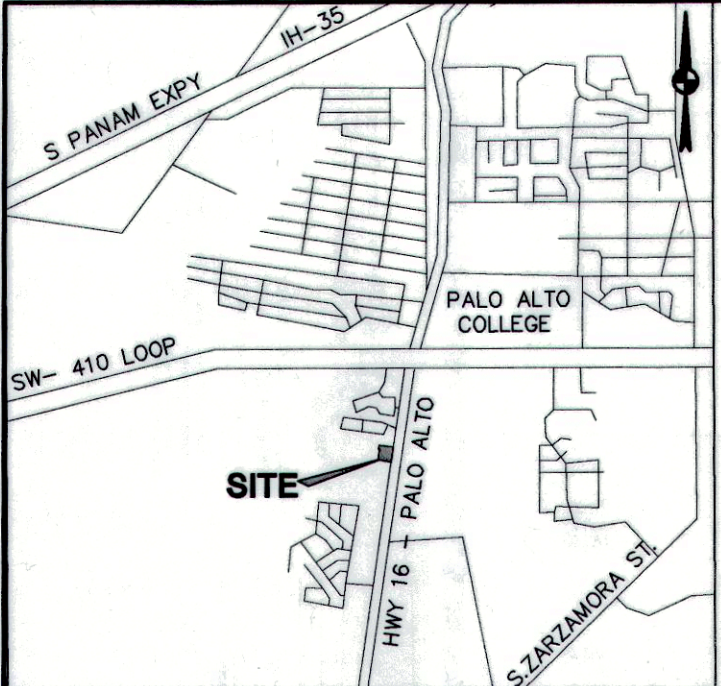 IH-35
S PANAM EXPY
PALO ALTO
COLLEGE
SW- 410 LOOP
SITE
HWY 16 - PALO ALTO
S.ZARZAMORA ST.